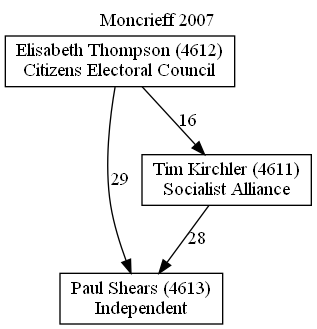 Moncrieff 2007
Elisabeth Thompson (4612)
Citizens Electoral Council
16
Tim Kirchler (4611)
Socialist Alliance
29
28
Paul Shears (4613)
Independent